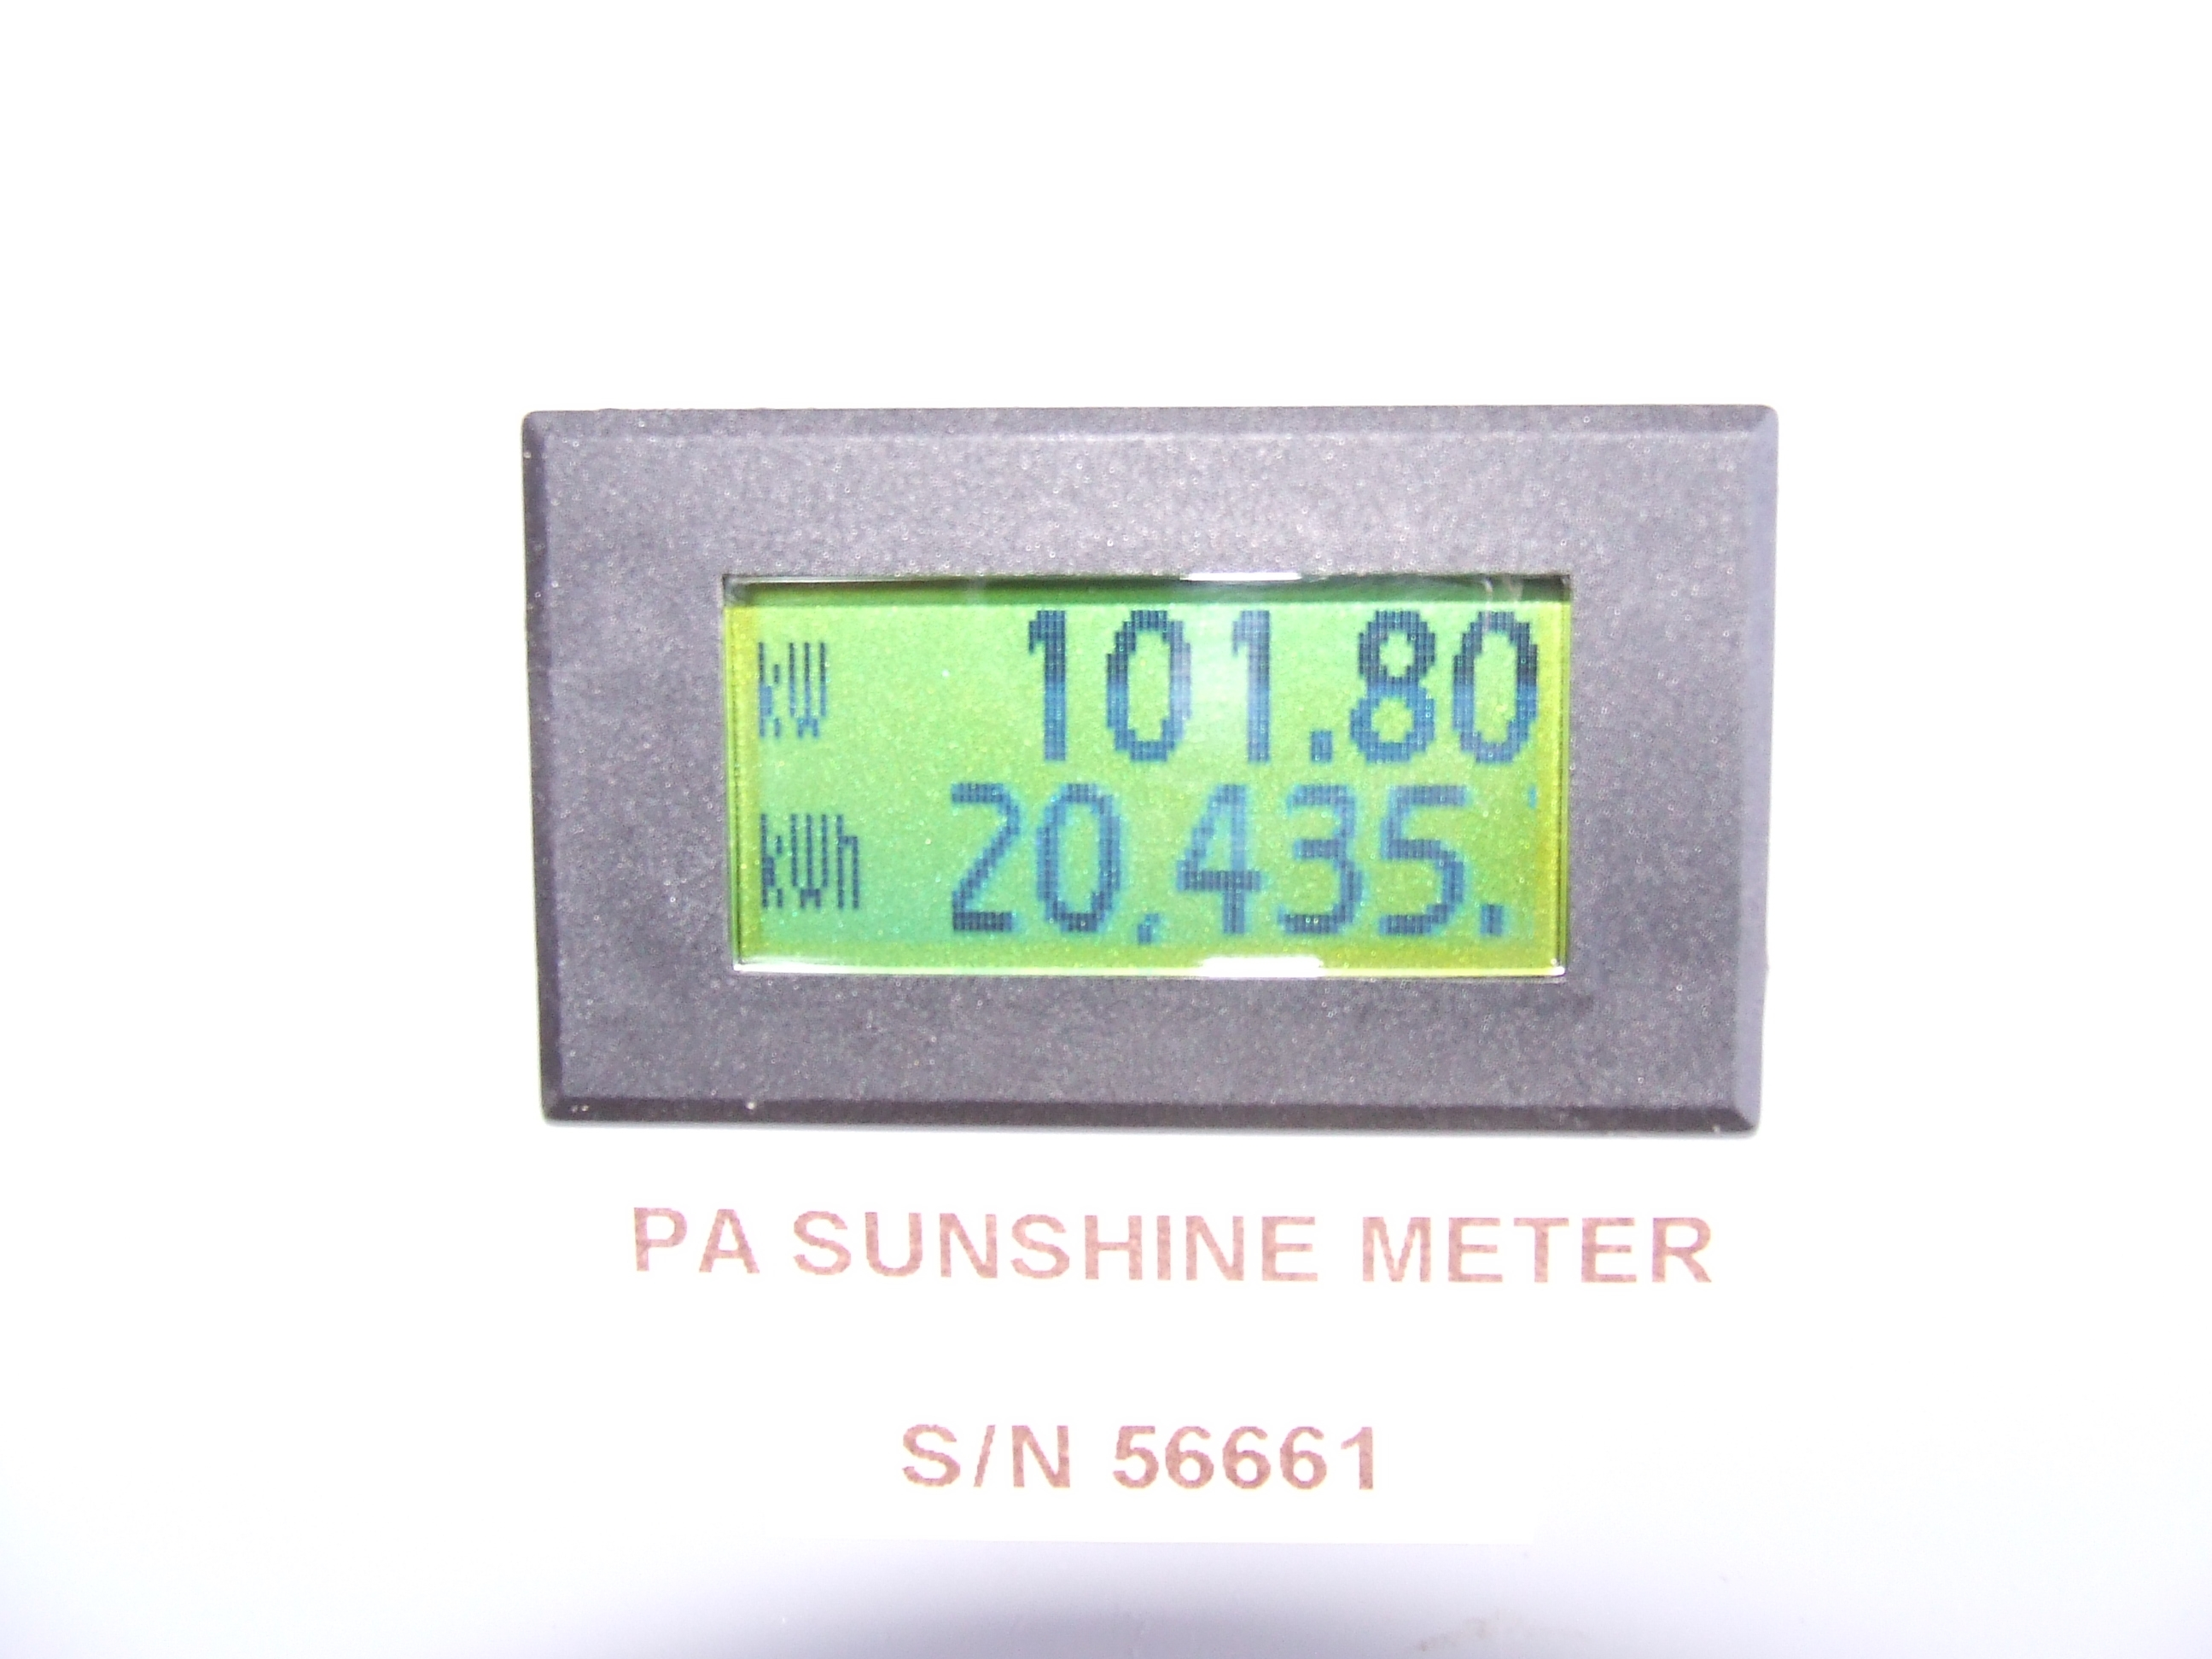 kW 101.80
kWh 20,435.
PA SUNSHINE METER
S/N 56661